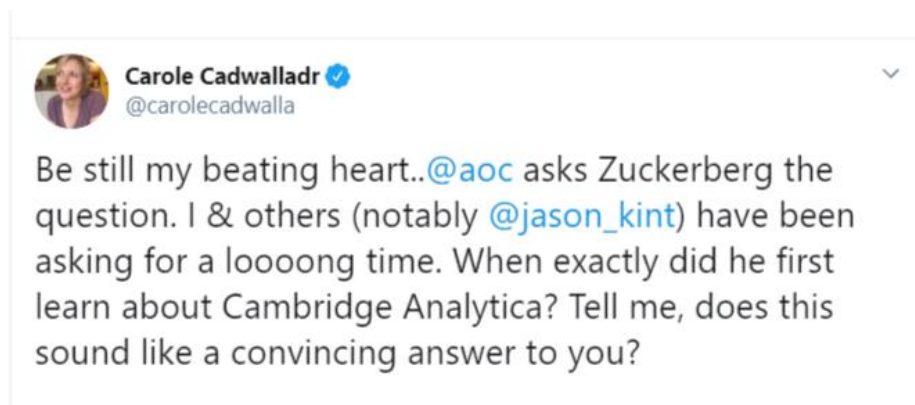 Carole Cadwalladr
@carolecadwalla
Be still my beating heart..@aoc asks Zuckerberg the
question. I & others (notably @jason_kint) have been
asking for a loooong time. When exactly did he first
learn about Cambridge Analytica? Tell me, does this
sound like a convincing answer to you?